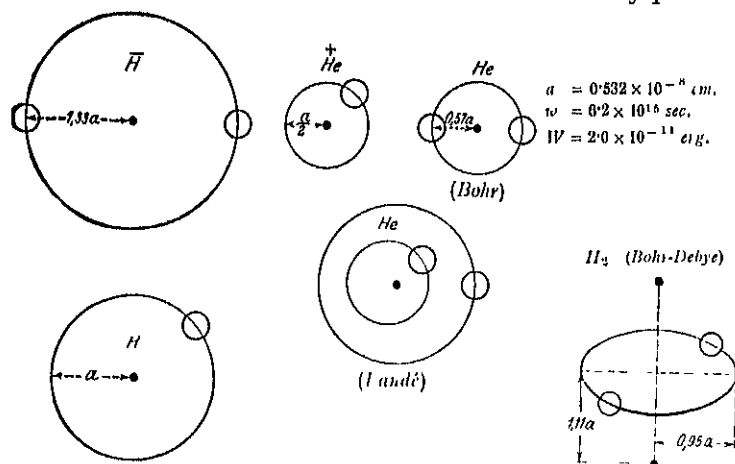 H̅
1,33a
+
He
a
2
He
0,57a
(Bohr)
a = 0·532 × 10⁻⁸ cm.
w = 6·2 × 10¹⁵ sec.
W = 2·0 × 10⁻¹¹ erg.
H
a
He
(Landé)
H₂ (Bohr-Debye)
1,11a
0,95a